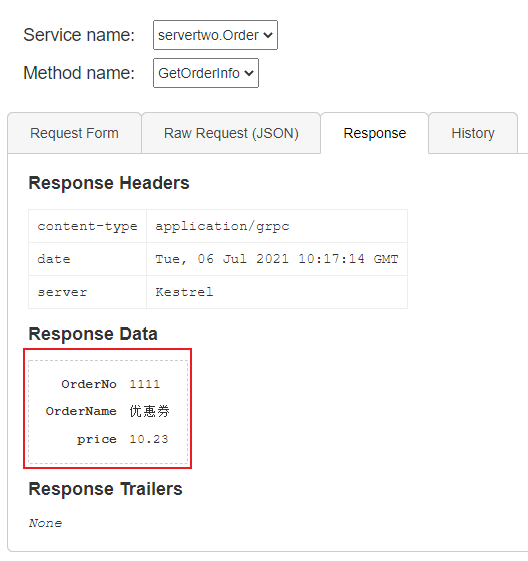 Service name: servertwo.Order
Method name: GetOrderInfo
Request Form Raw Request (JSON) Response History
Response Headers
content-type application/grpc
date Tue, 06 Jul 2021 10:17:14 GMT
server Kestrel
Response Data
OrderNo 1111
OrderName 优惠券
price 10.23
Response Trailers
None